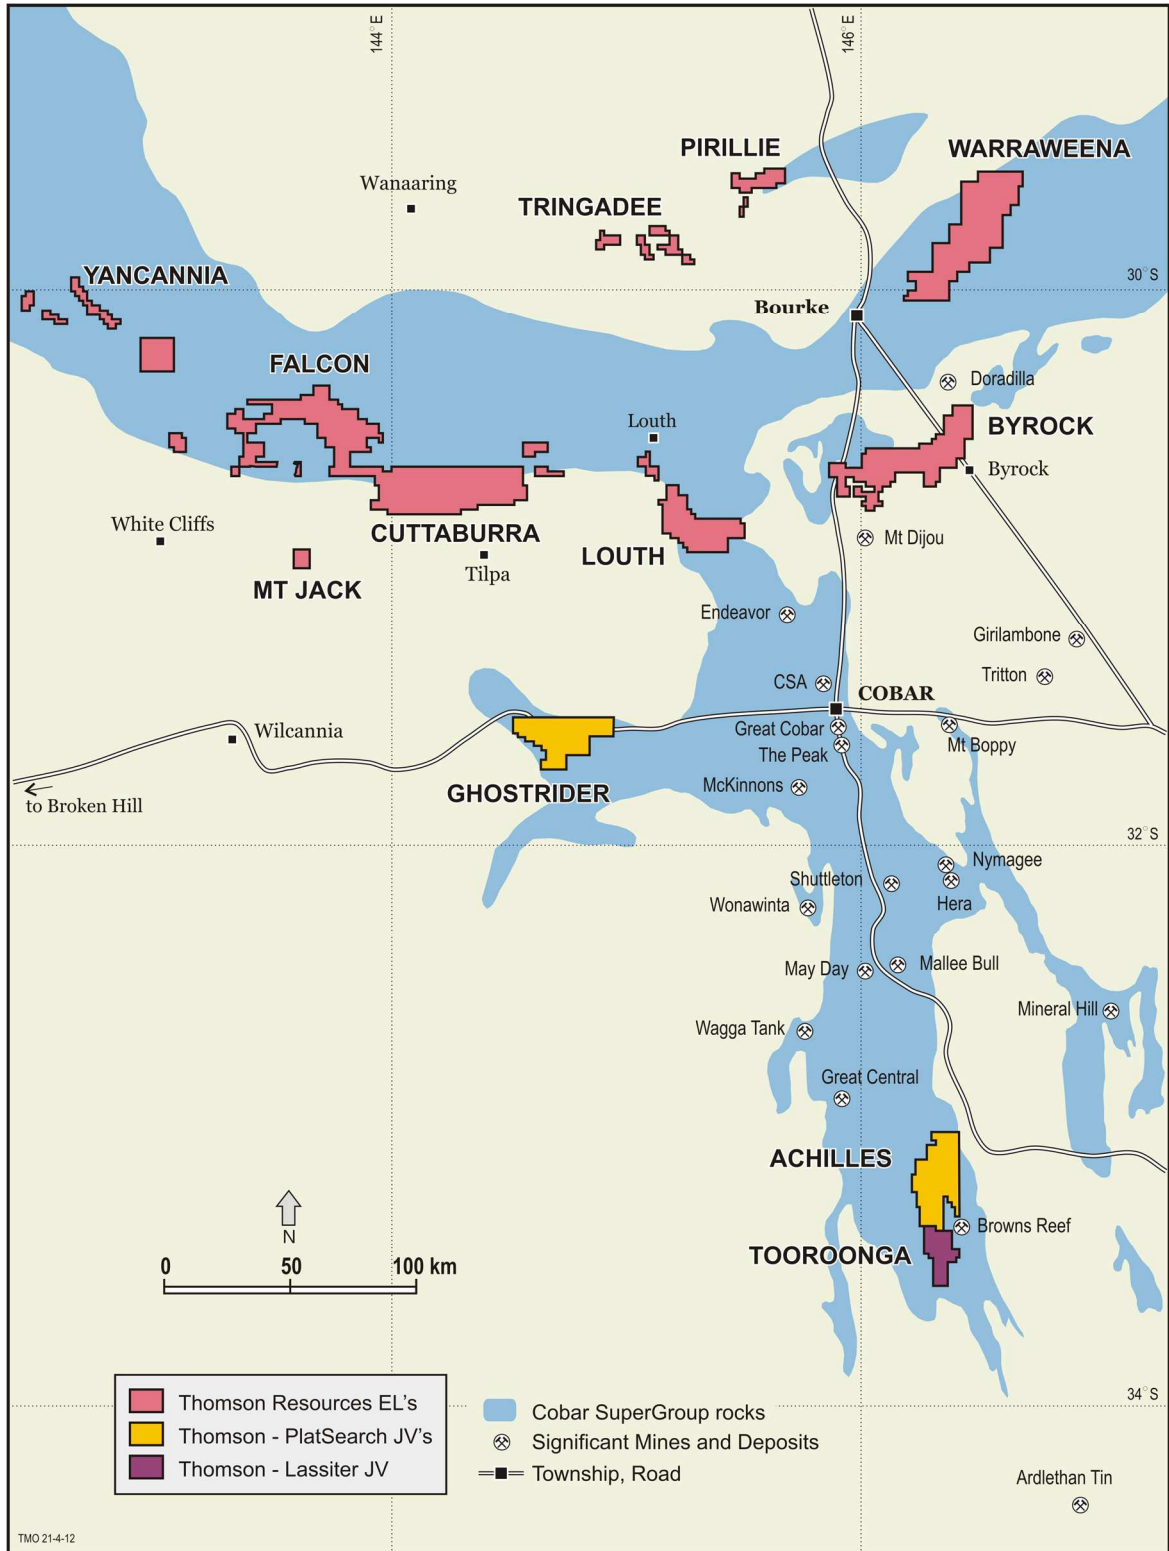 144°E
146°E
PIRILLIE
WARRAWEENA
Wanaaring
TRINGADEE
YANCANNIA
30°S
Bourke
FALCON
Doradilla
Louth
BYROCK
Byrock
White Cliffs
CUTTABURRA
Mt Dijou
LOUTH
Tilpa
MT JACK
Endeavor
Girilambone
CSA
Tritton
COBAR
Wilcannia
Great Cobar
Mt Boppy
The Peak
McKinnons
GHOSTRIDER
to Broken Hill
32°S
Nymagee
Shuttleton
Hera
Wonawinta
May Day
Mallee Bull
Mineral Hill
Wagga Tank
Great Central
ACHILLES
Browns Reef
N
TOOROONGA
0 50 100 km
34°S
Thomson Resources EL's
Thomson - PlatSearch JV's
Thomson - Lassiter JV
Cobar SuperGroup rocks
Significant Mines and Deposits
Township, Road
Ardlethan Tin
TMO 21-4-12